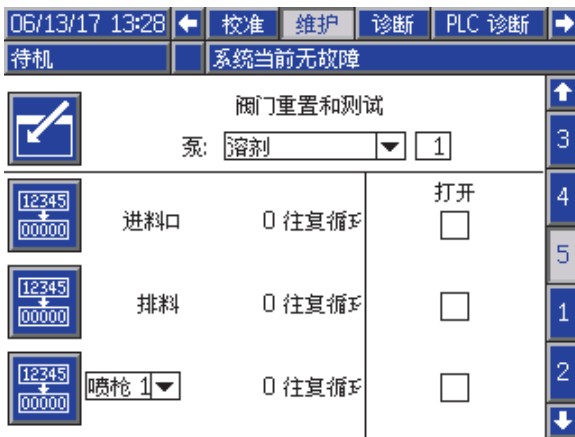 06/13/17 13:28 校准 维护 诊断 PLC 诊断
待机 系统当前无故障
阀门重置和测试
泵: 溶剂 1
打开
12345 00000 进料口 0 往复循环
12345 00000 排料 0 往复循环
12345 00000 喷枪 1 0 往复循环
3
4
5
1
2